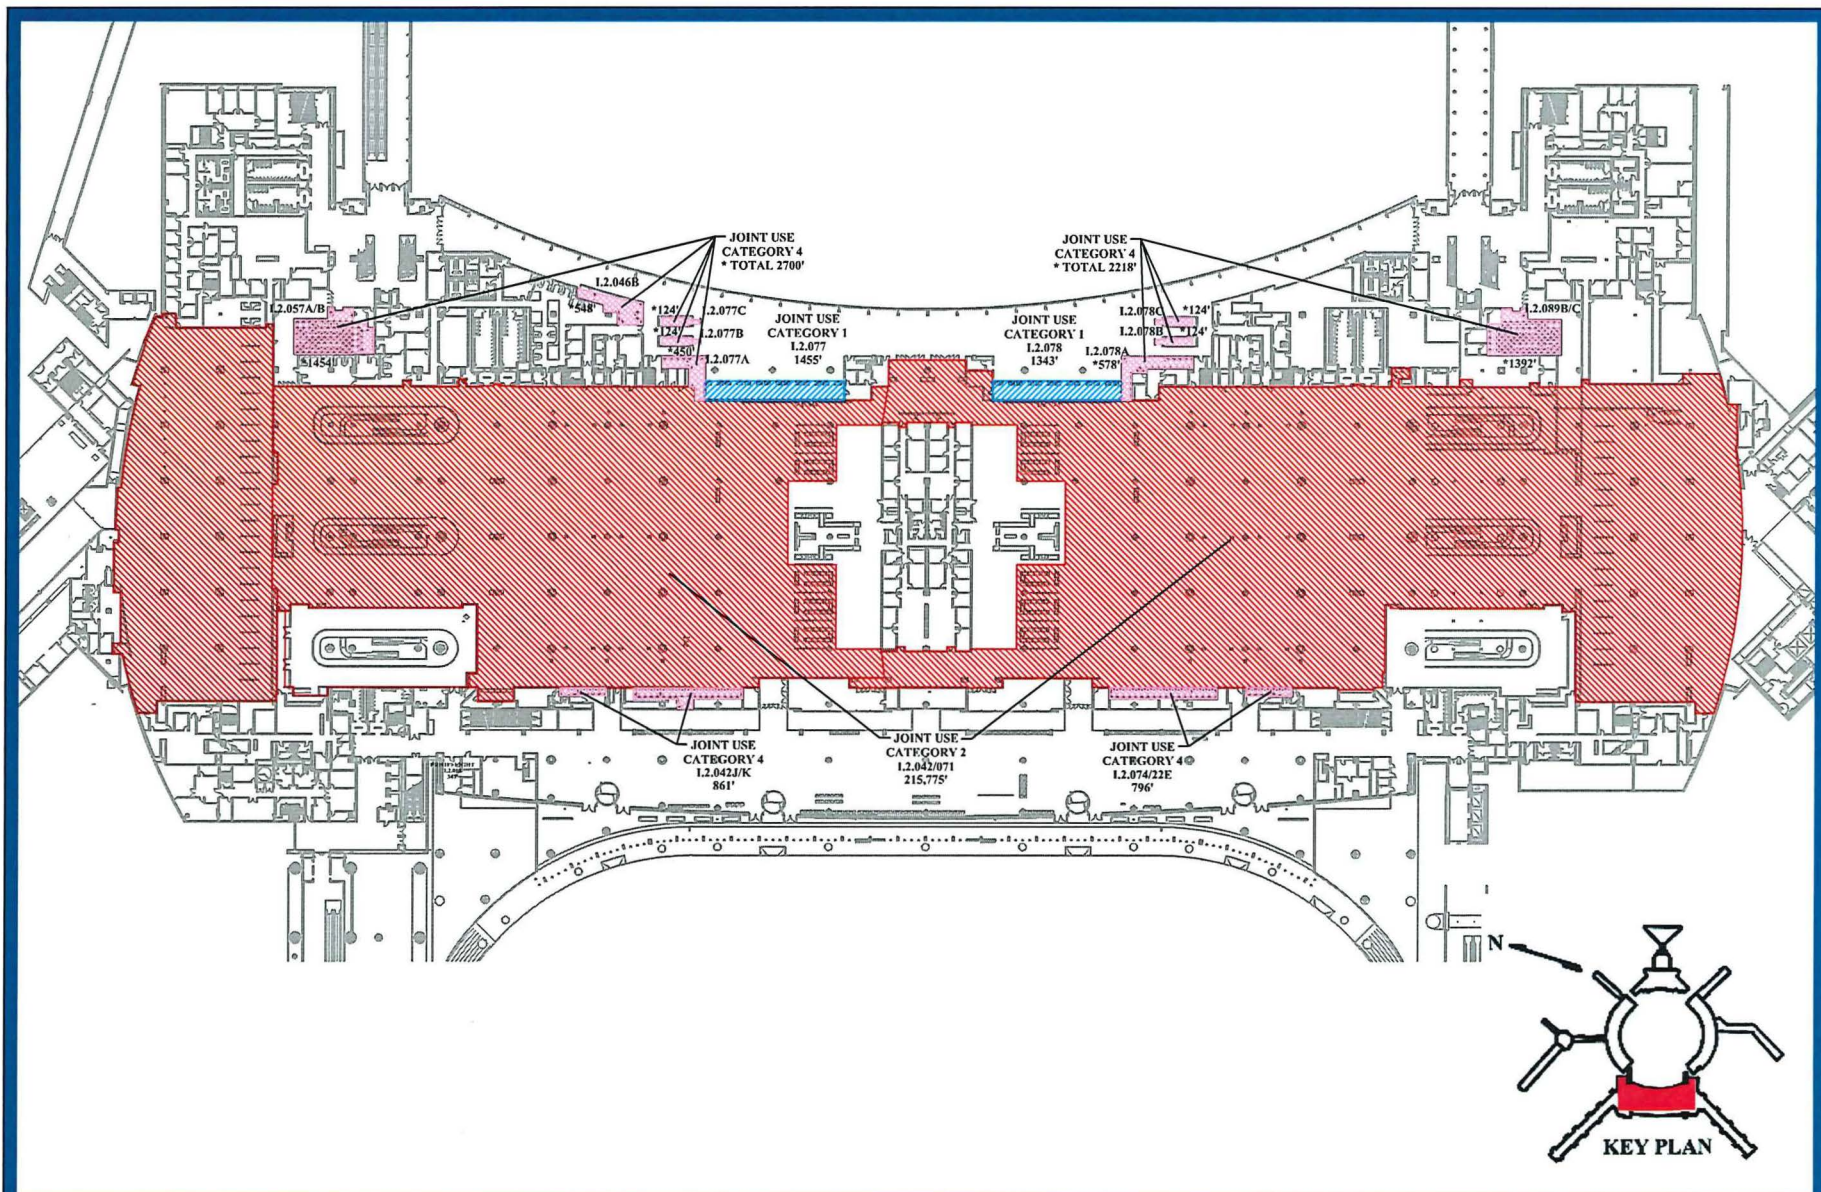 JOINT USE
CATEGORY 4
* TOTAL 2700'
JOINT USE
CATEGORY 4
* TOTAL 2218'
I.2.046B
*548'
I.2.057A/B
*1454'
*124'
I.2.077C
*124'
I.2.077B
*450'
I.2.077A
JOINT USE
CATEGORY 1
I.2.077
1455'
JOINT USE
CATEGORY 1
I.2.078
1343'
I.2.078C
*124'
I.2.078B
*124'
I.2.078A
*578'
I.2.089B/C
*1392'
JOINT USE
CATEGORY 4
I.2.042J/K
861'
JOINT USE
CATEGORY 2
I.2.042/071
215,775'
JOINT USE
CATEGORY 4
I.2.074/22E
796'
N
KEY PLAN